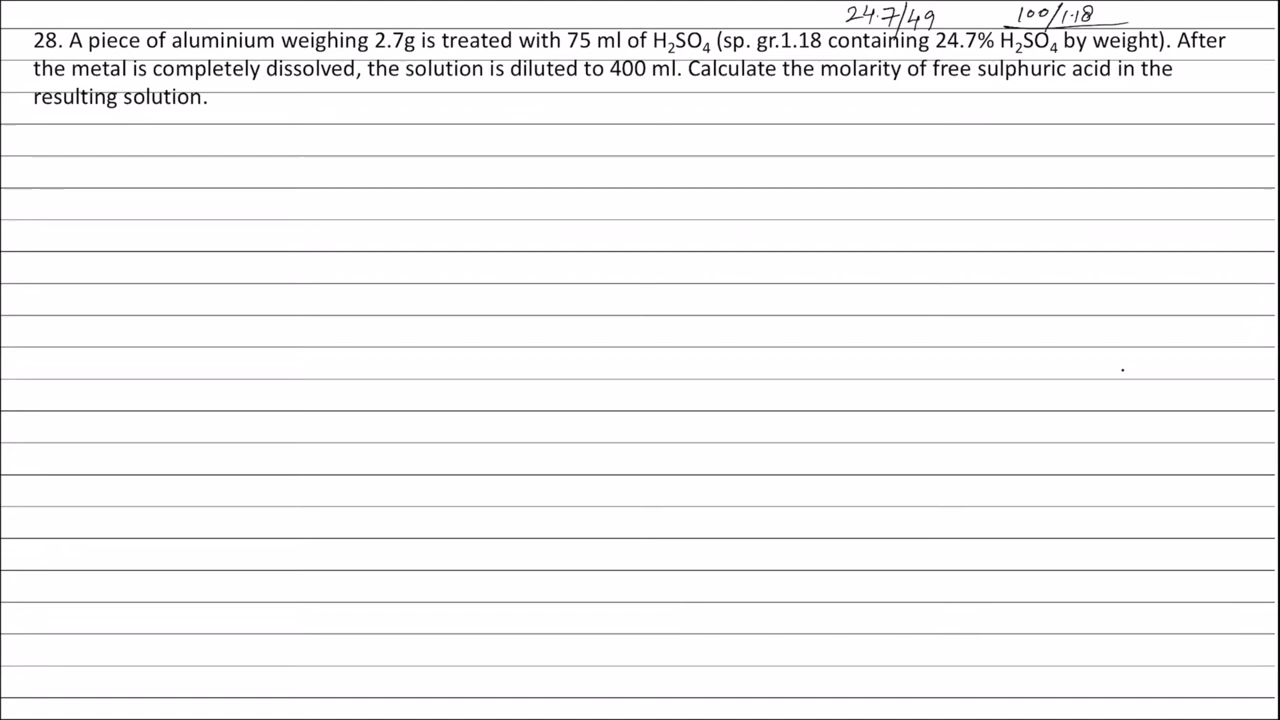 24.7/49 100/1.18
28. A piece of aluminium weighing 2.7g is treated with 75 ml of H₂SO₄ (sp. gr.1.18 containing 24.7% H₂SO₄ by weight). After
the metal is completely dissolved, the solution is diluted to 400 ml. Calculate the molarity of free sulphuric acid in the
resulting solution.